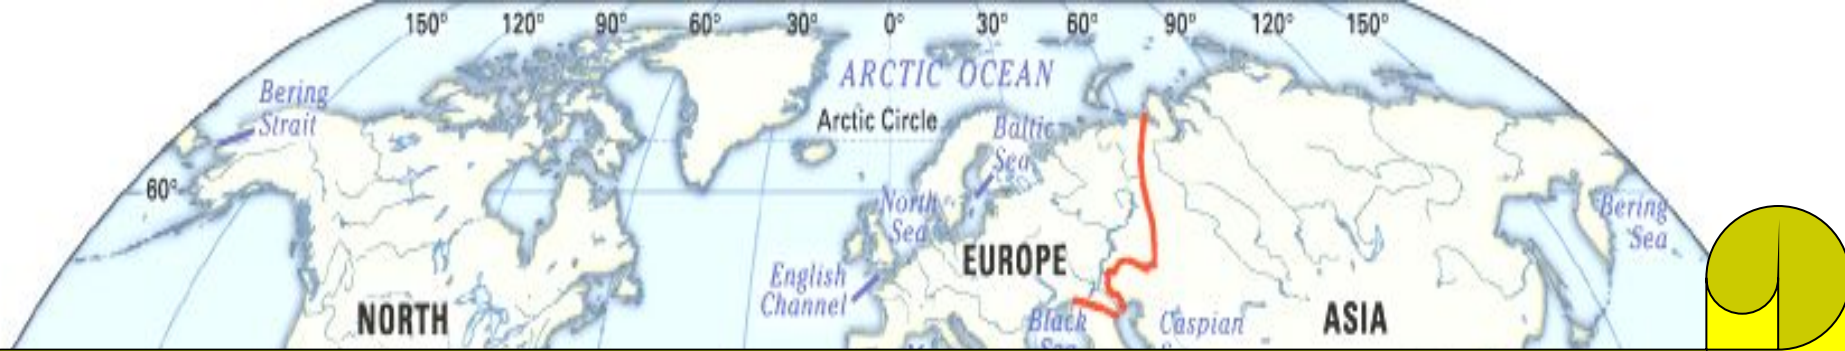 150° 120° 90° 60° 30° 0° 30° 60° 90° 120° 150°
ARCTIC OCEAN
Bering
Strait
Arctic Circle
Baltic
Sea
60°
North
Sea
Bering
Sea
EUROPE
English
Channel
NORTH
Black
Caspian
ASIA